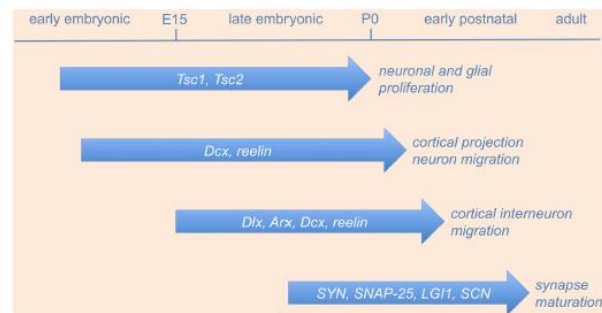 early embryonic E15 late embryonic P0 early postnatal adult
Tsc1, Tsc2
neuronal and glial
proliferation
Dcx, reelin
cortical projection
neuron migration
Dlx, Arx, Dcx, reelin
cortical interneuron
migration
SYN, SNAP-25, LGI1, SCN
synapse
maturation